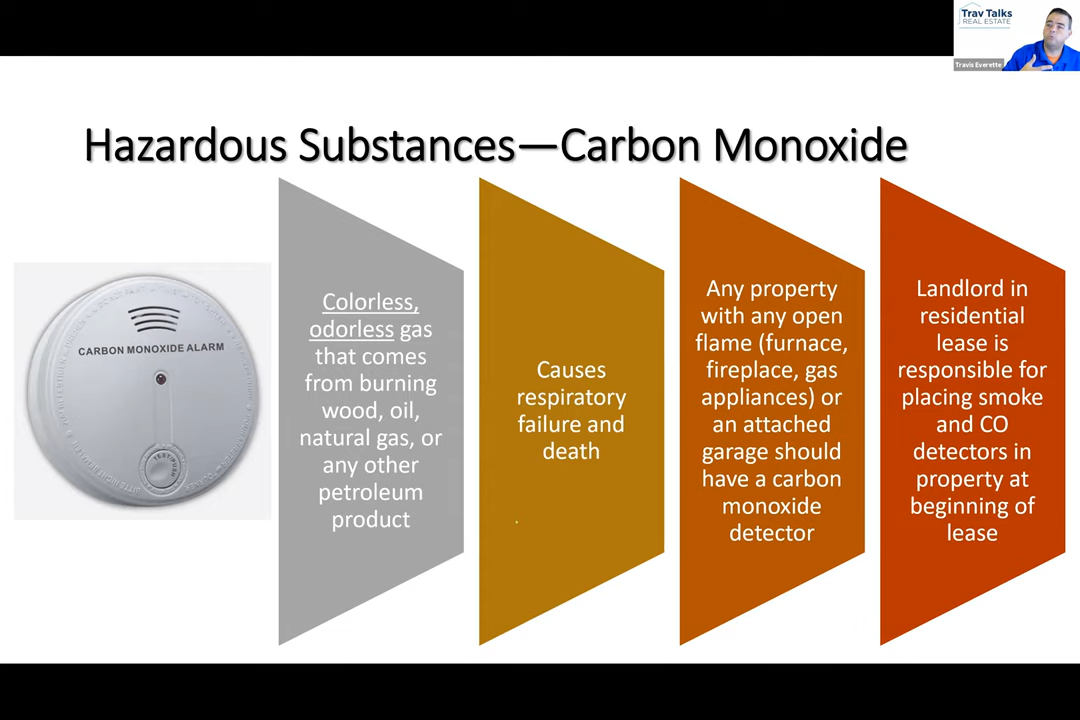 Trav Talks
REAL ESTATE
Travis Everette
Hazardous Substances—Carbon Monoxide
CARBON MONOXIDE ALARM
TEST/PUSH
Colorless,
odorless gas
that comes
from burning
wood, oil,
natural gas, or
any other
petroleum
product
Causes
respiratory
failure and
death
Any property
with any open
flame (furnace,
fireplace, gas
appliances) or
an attached
garage should
have a carbon
monoxide
detector
Landlord in
residential
lease is
responsible for
placing smoke
and CO
detectors in
property at
beginning of
lease